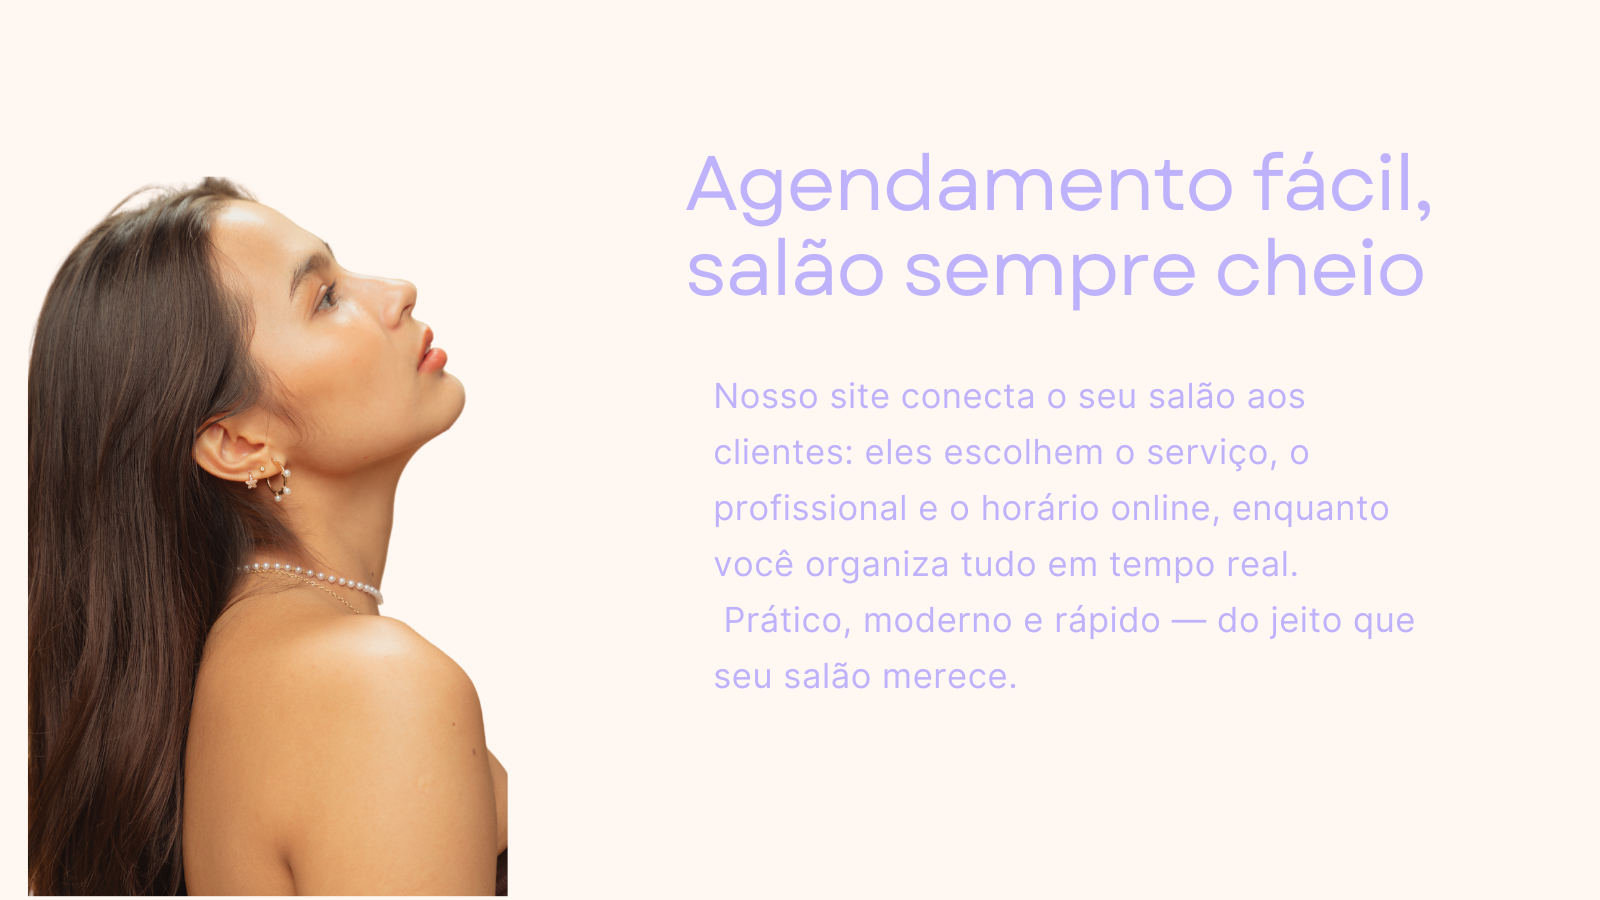 Agendamento fácil,
salão sempre cheio
Nosso site conecta o seu salão aos
clientes: eles escolhem o serviço, o
profissional e o horário online, enquanto
você organiza tudo em tempo real.
Prático, moderno e rápido — do jeito que
seu salão merece.